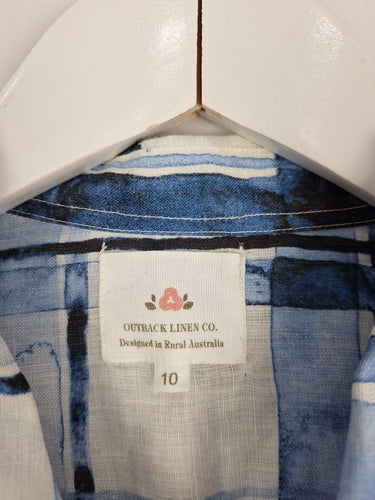 OUTBACK LINEN CO.
Designed in Rural Australia
10